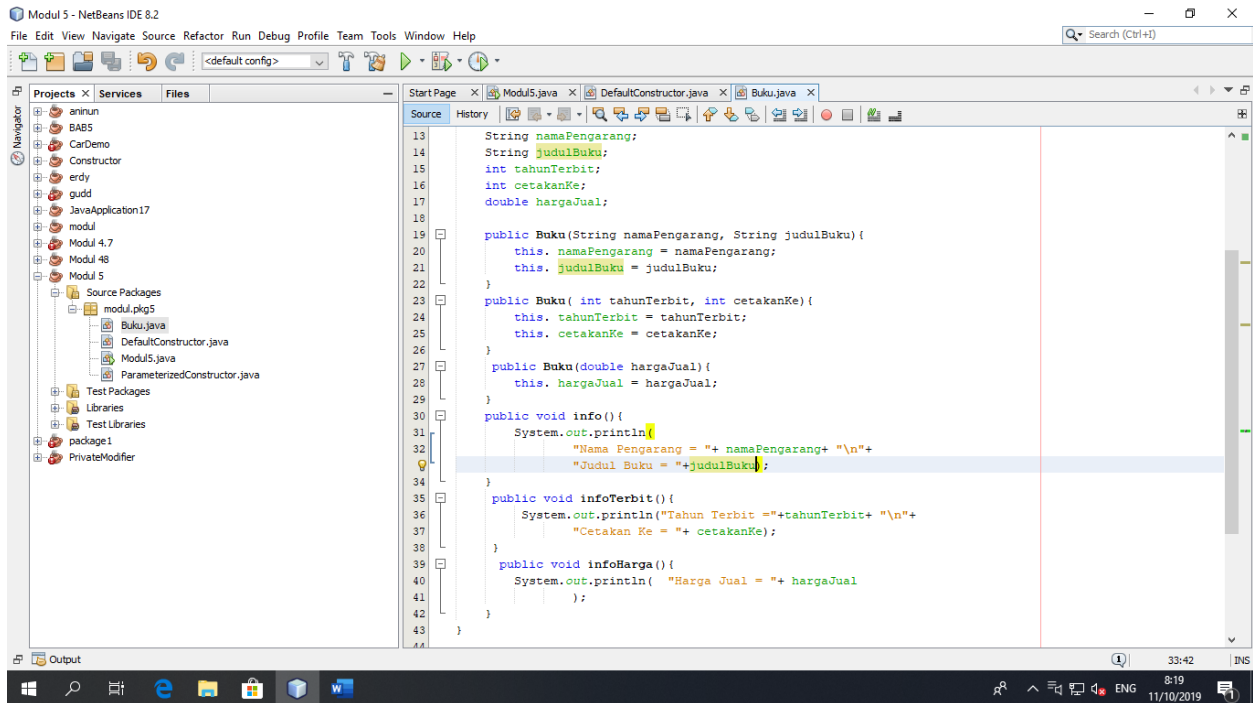 Modul 5 - NetBeans IDE 8.2
File Edit View Navigate Source Refactor Run Debug Profile Team Tools Window Help
Search (Ctrl+I)
<default config>
Projects Services Files
Navigator
aninun
BAB5
CarDemo
Constructor
erdy
gudd
JavaApplication17
modul
Modul 4.7
Modul 48
Modul 5
Source Packages
modul.pkg5
Buku.java
DefaultConstructor.java
Modul5.java
ParameterizedConstructor.java
Test Packages
Libraries
Test Libraries
package1
PrivateModifier
Start Page Modul5.java DefaultConstructor.java Buku.java
Source History
13 String namaPengarang;
14 String judulBuku;
15 int tahunTerbit;
16 int cetakanKe;
17 double hargaJual;
18
19 public Buku(String namaPengarang, String judulBuku){
20 this. namaPengarang = namaPengarang;
21 this. judulBuku = judulBuku;
22 }
23 public Buku( int tahunTerbit, int cetakanKe){
24 this. tahunTerbit = tahunTerbit;
25 this. cetakanKe = cetakanKe;
26 }
27 public Buku(double hargaJual){
28 this. hargaJual = hargaJual;
29 }
30 public void info(){
31 System.out.println(
32 "Nama Pengarang = "+ namaPengarang+ "\n"+
"Judul Buku = "+judulBuku);
34 }
35 public void infoTerbit(){
36 System.out.println("Tahun Terbit ="+tahunTerbit+ "\n"+
37 "Cetakan Ke = "+ cetakanKe);
38 }
39 public void infoHarga(){
40 System.out.println( "Harga Jual = "+ hargaJual
41 );
42 }
43 }
44
Output
1 33:42 INS
ENG 8:19
11/10/2019